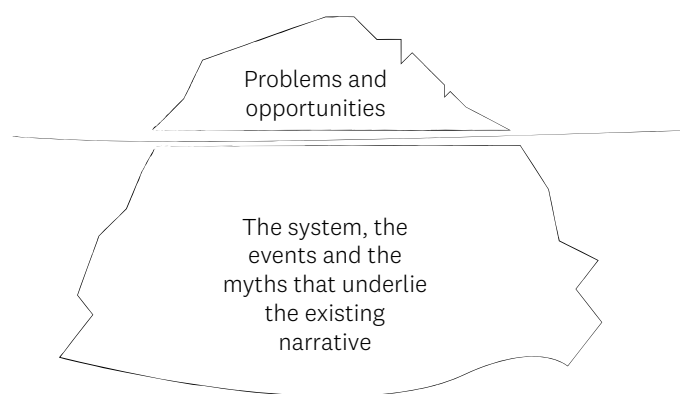 Problems and
opportunities
The system, the
events and the
myths that underlie
the existing
narrative